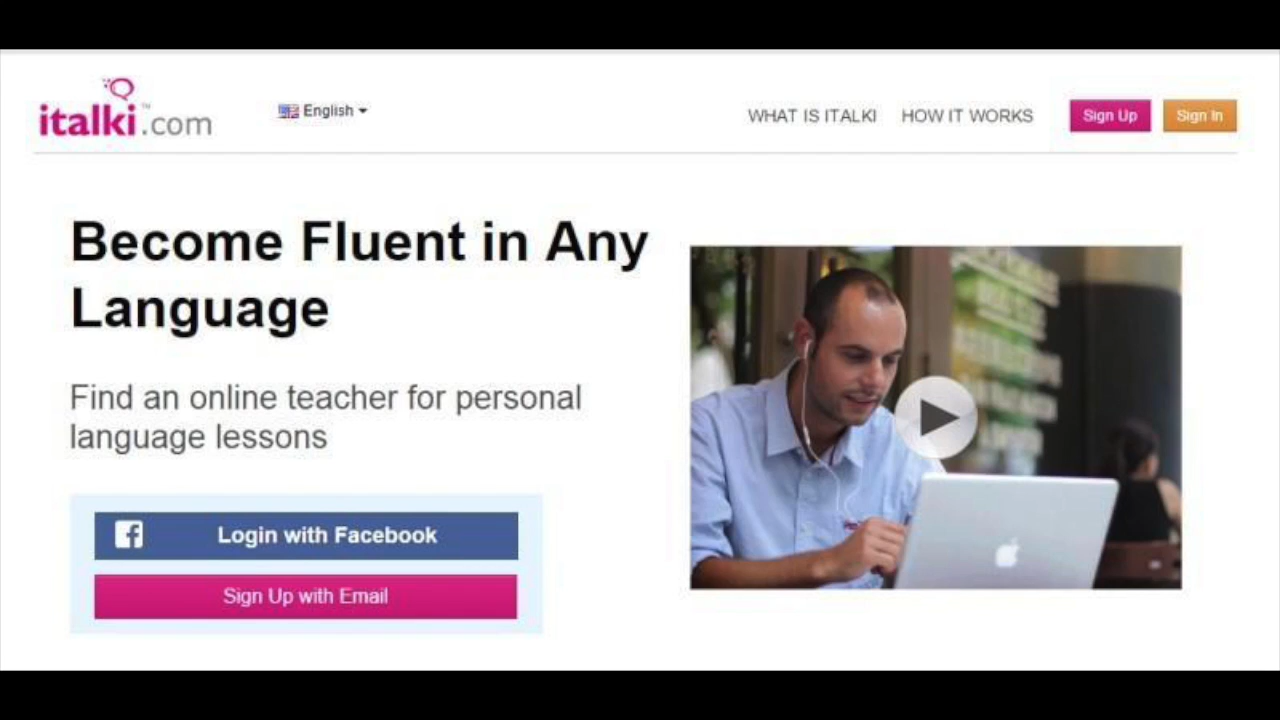 italki.com
™
English
WHAT IS ITALKI
HOW IT WORKS
Sign Up
Sign In
Become Fluent in Any
Language
Find an online teacher for personal
language lessons
Login with Facebook
Sign Up with Email